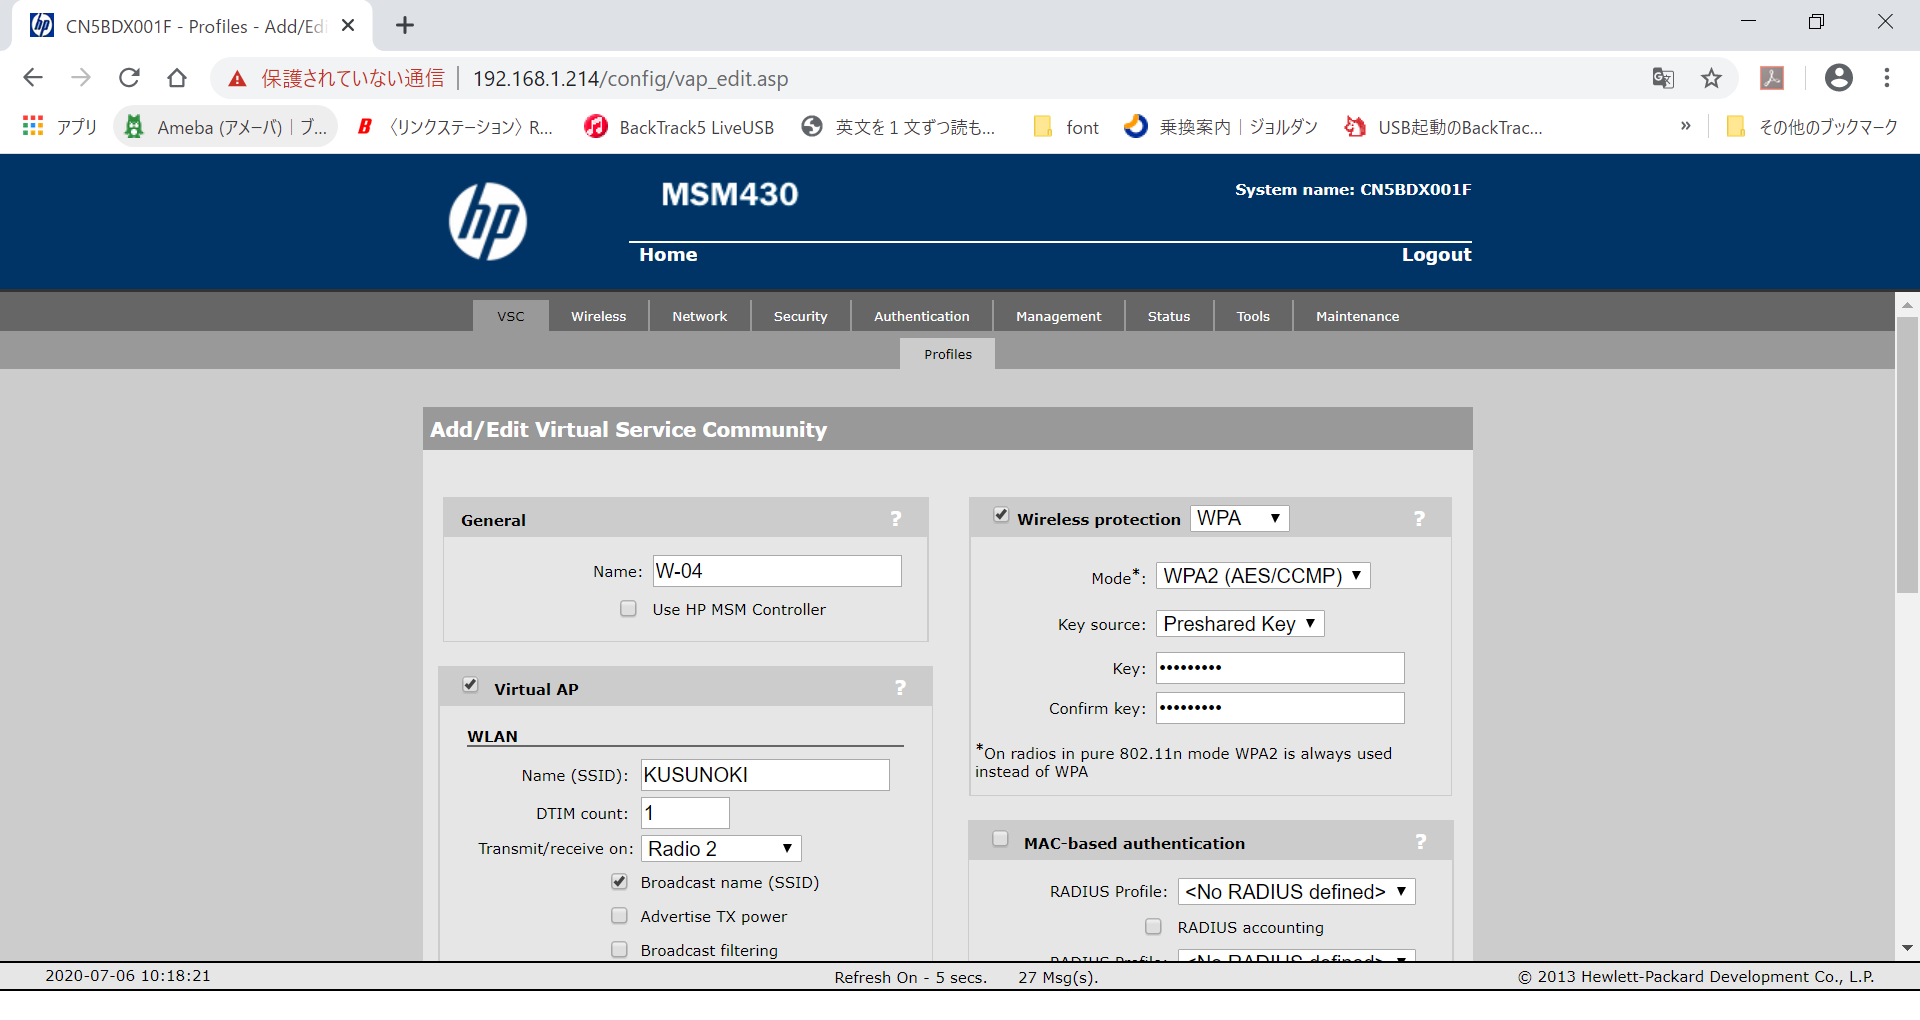 CN5BDX001F - Profiles - Add/Edi
保護されていない通信 192.168.1.214/config/vap_edit.asp
アプリ Ameba (アメーバ) | ブ... 〈リンクステーション〉 R... BackTrack5 LiveUSB 英文を１文ずつ読も... font 乗換案内 | ジョルダン USB起動のBackTrac... » その他のブックマーク
hp
MSM430
System name: CN5BDX001F
Home Logout
VSC Wireless Network Security Authentication Management Status Tools Maintenance
Profiles
Add/Edit Virtual Service Community
General ?
Name: W-04
Use HP MSM Controller
Virtual AP ?
WLAN
Name (SSID): KUSUNOKI
DTIM count: 1
Transmit/receive on: Radio 2
Broadcast name (SSID)
Advertise TX power
Broadcast filtering
Wireless protection WPA ?
Mode*: WPA2 (AES/CCMP)
Key source: Preshared Key
Key: •••••••••
Confirm key: •••••••••
*On radios in pure 802.11n mode WPA2 is always used
instead of WPA
MAC-based authentication ?
RADIUS Profile: <No RADIUS defined>
RADIUS accounting
RADIUS Profile: <No RADIUS defined>
2020-07-06 10:18:21 Refresh On - 5 secs. 27 Msg(s). © 2013 Hewlett-Packard Development Co., L.P.